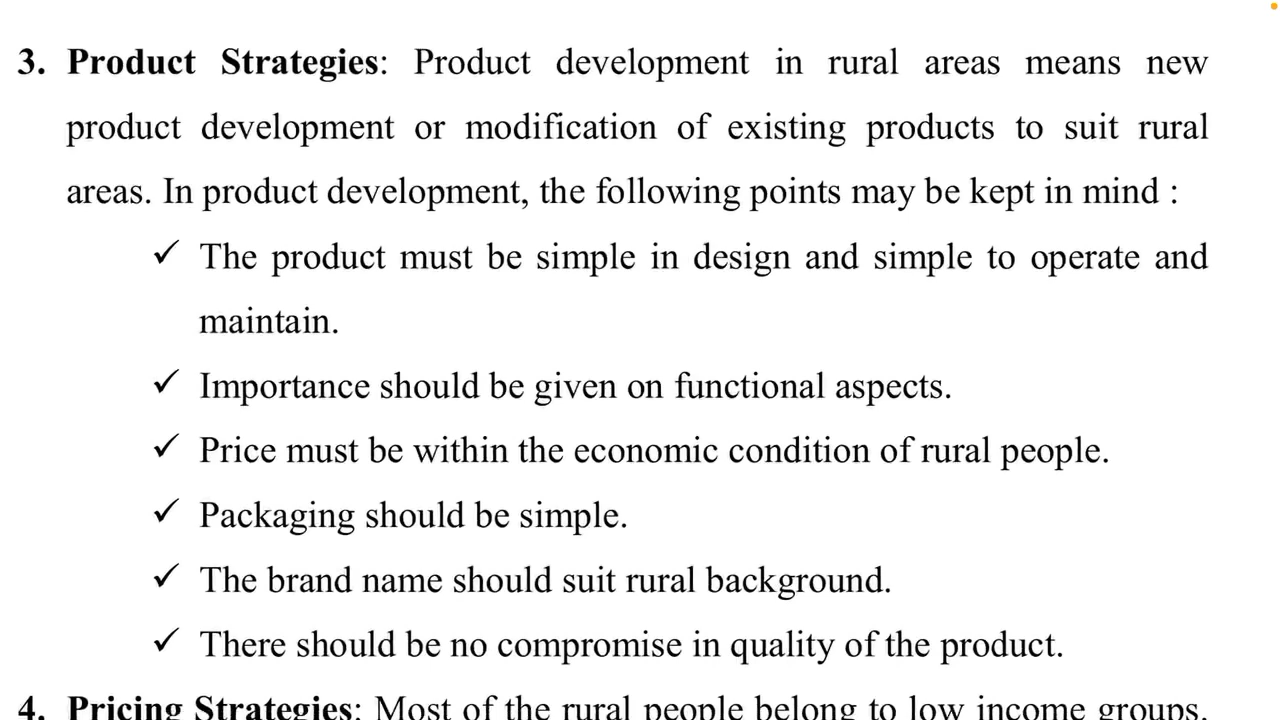 3. Product Strategies: Product development in rural areas means new
product development or modification of existing products to suit rural
areas. In product development, the following points may be kept in mind :
✓ The product must be simple in design and simple to operate and
maintain.
✓ Importance should be given on functional aspects.
✓ Price must be within the economic condition of rural people.
✓ Packaging should be simple.
✓ The brand name should suit rural background.
✓ There should be no compromise in quality of the product.
4. Pricing Strategies: Most of the rural people belong to low income groups.